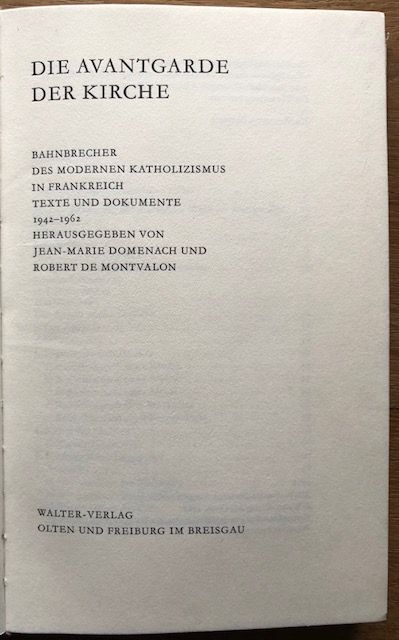 DIE AVANTGARDE
DER KIRCHE
BAHNBRECHER
DES MODERNEN KATHOLIZISMUS
IN FRANKREICH
TEXTE UND DOKUMENTE
1942–1962
HERAUSGEGEBEN VON
JEAN-MARIE DOMENACH UND
ROBERT DE MONTVALON
WALTER-VERLAG
OLTEN UND FREIBURG IM BREISGAU